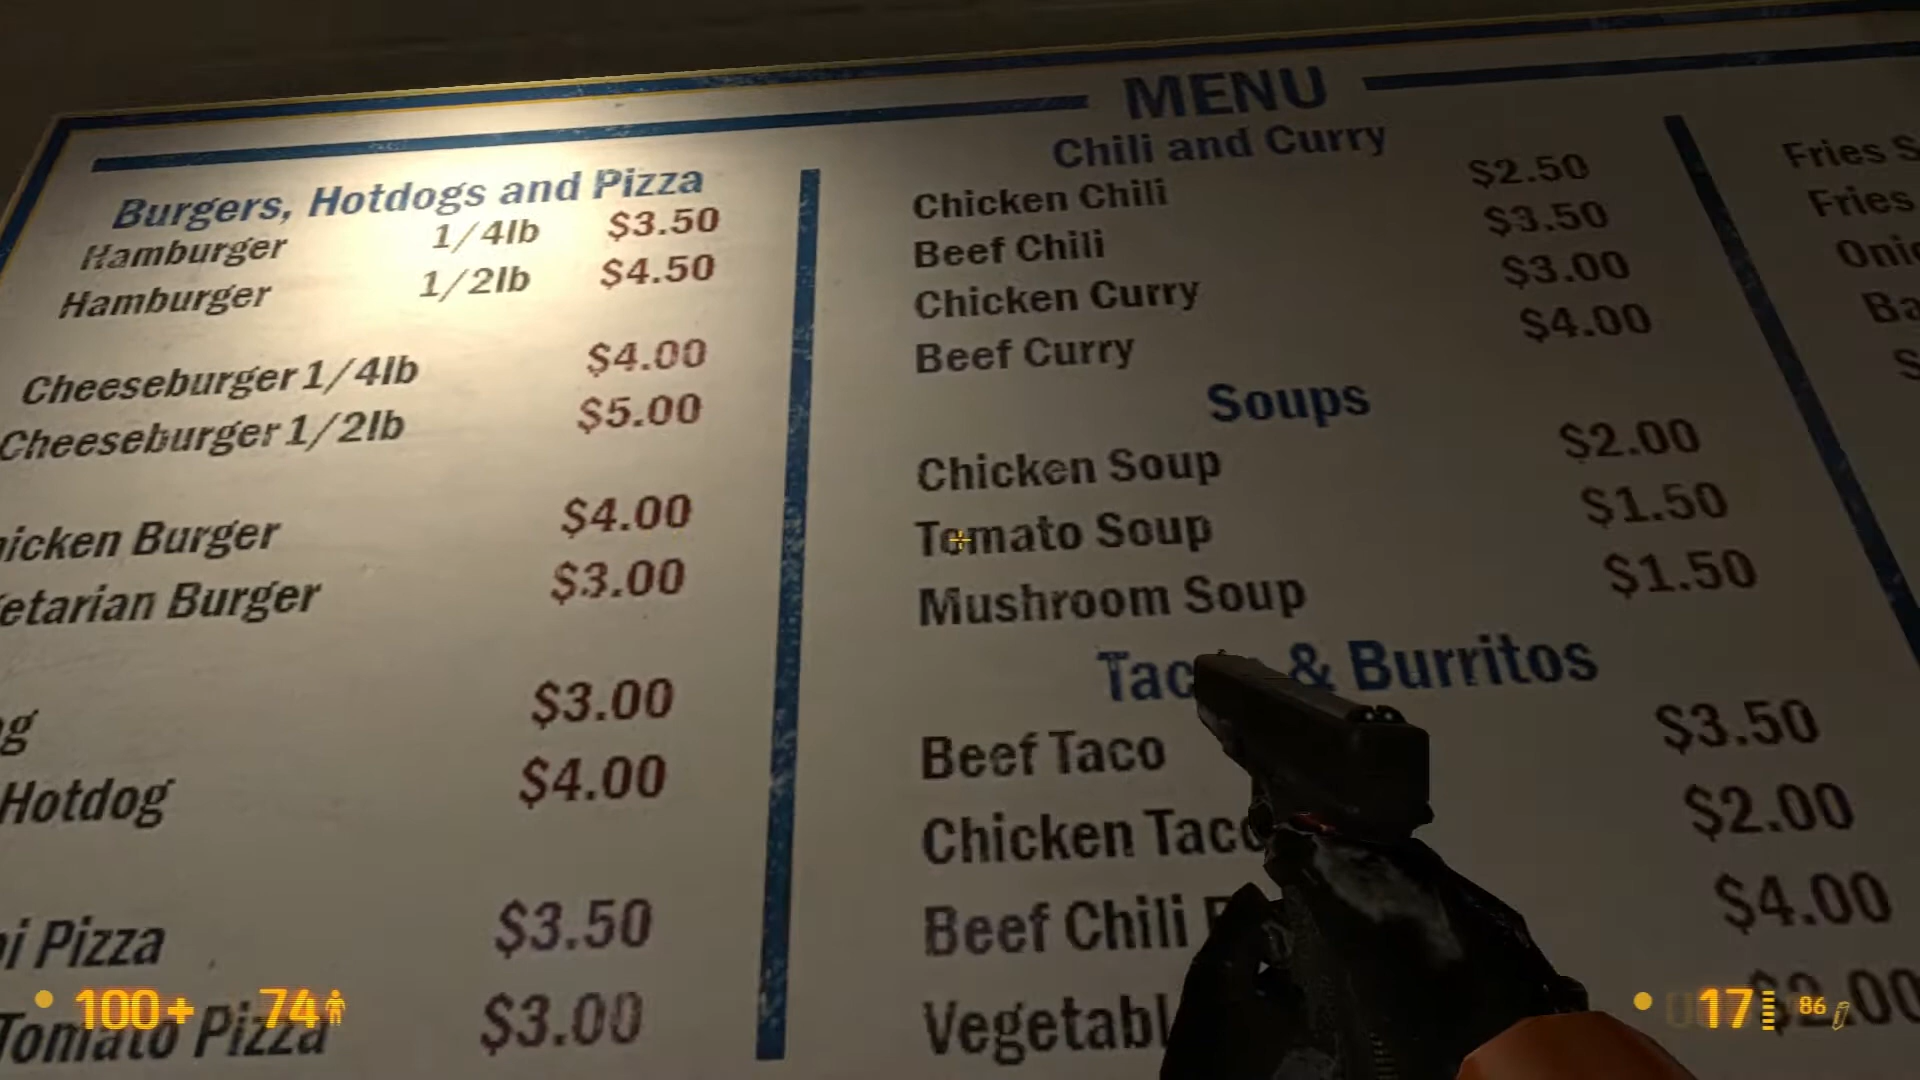 MENU
Burgers, Hotdogs and Pizza
Hamburger 1/4lb $3.50
Hamburger 1/2lb $4.50
Cheeseburger 1/4lb $4.00
Cheeseburger 1/2lb $5.00
Burger $4.00
Burger $3.00
$3.00
Hotdog $4.00
Pizza $3.50
Tomato Pizza $3.00
Chili and Curry
Chicken Chili $2.50
Beef Chili $3.50
Chicken Curry $3.00
Beef Curry $4.00
Soups
Chicken Soup $2.00
Tomato Soup $1.50
Mushroom Soup $1.50
& Burritos
Beef Taco $3.50
Chicken Taco $2.00
Beef Chili $4.00
$2.00
Fries
Fries
100+ 74
17 86